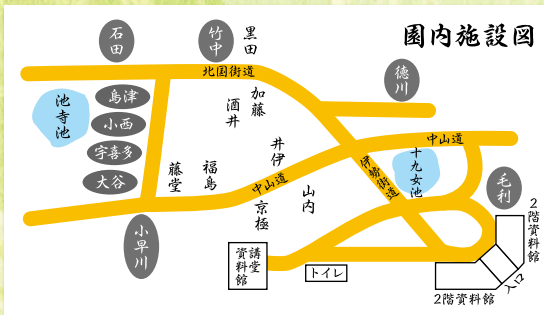 園内施設図
石田
竹中
黒田
北国街道
徳川
池寺池
島津
小西
宇喜多
大谷
加藤
酒井
井伊
中山道
伊勢街道
十九女池
藤堂
福島
中山道
京極
山内
毛利
小早川
講堂
資料館
トイレ
2階資料館
入口
2階資料館